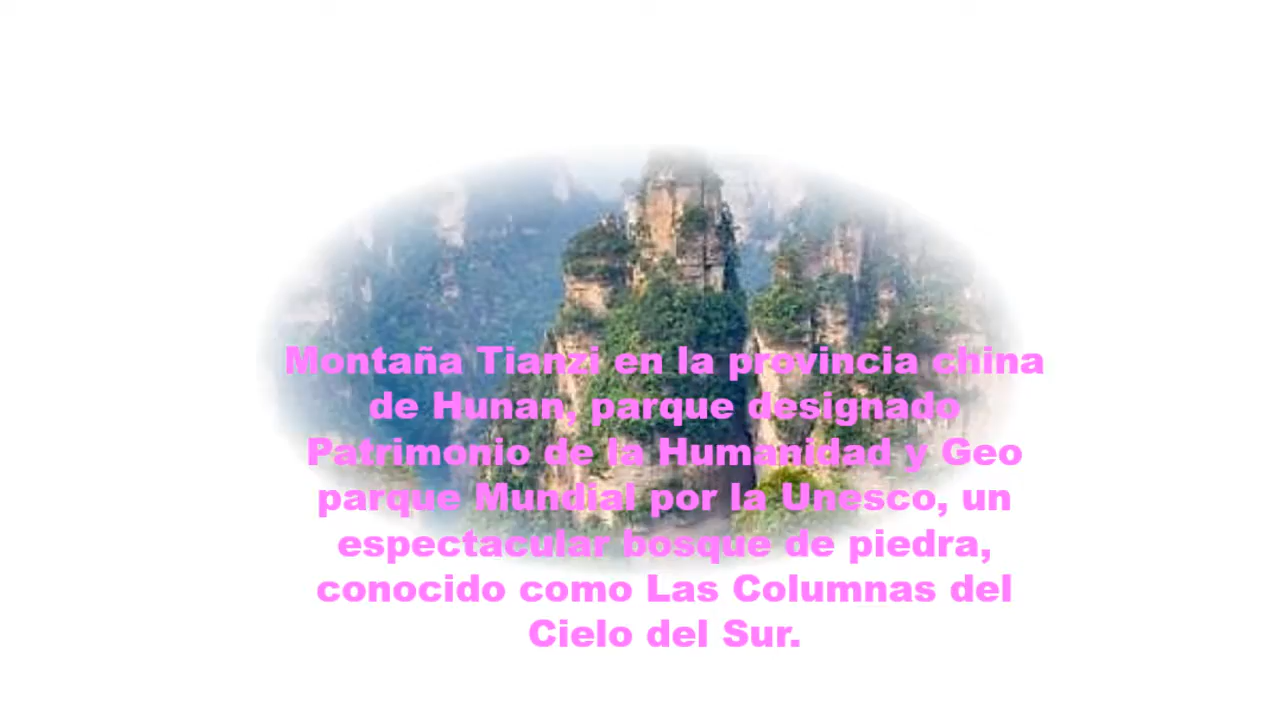 Montaña Tianzi en la provincia china
de Hunan, parque designado
Patrimonio de la Humanidad y Geo
parque Mundial por la Unesco, un
espectacular bosque de piedra,
conocido como Las Columnas del
Cielo del Sur.